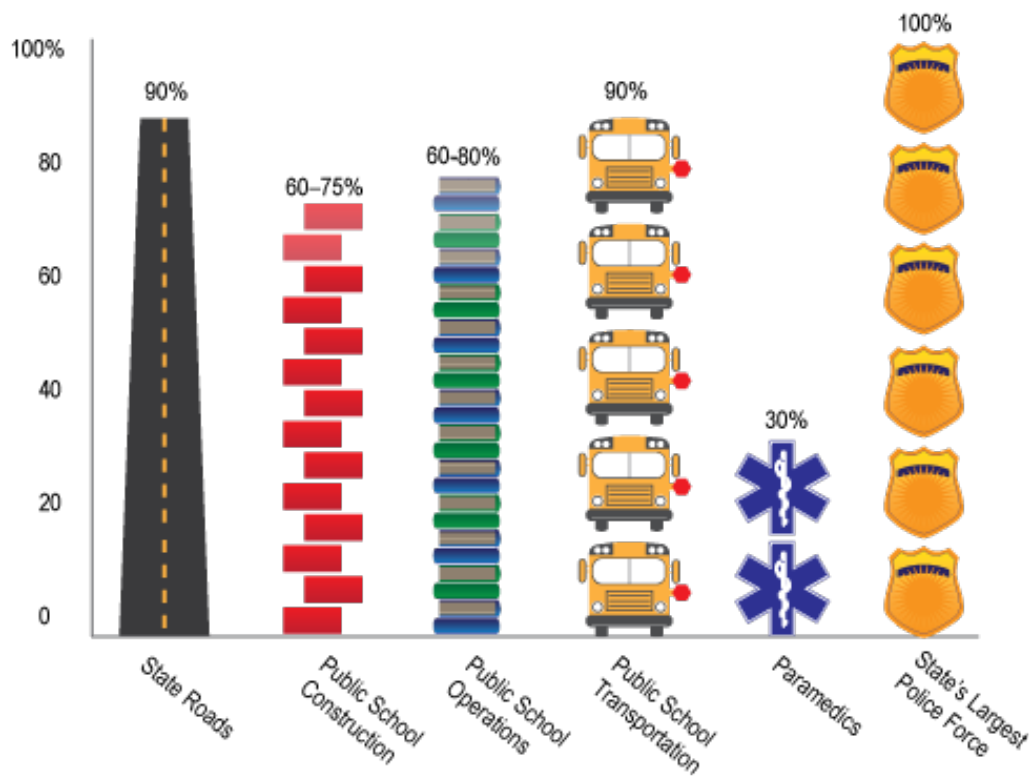 100%
80
60
40
20
0
90%
60–75%
60-80%
90%
30%
100%
State Roads
Public School
Construction
Public School
Operations
Public School
Transportation
Paramedics
State's Largest
Police Force